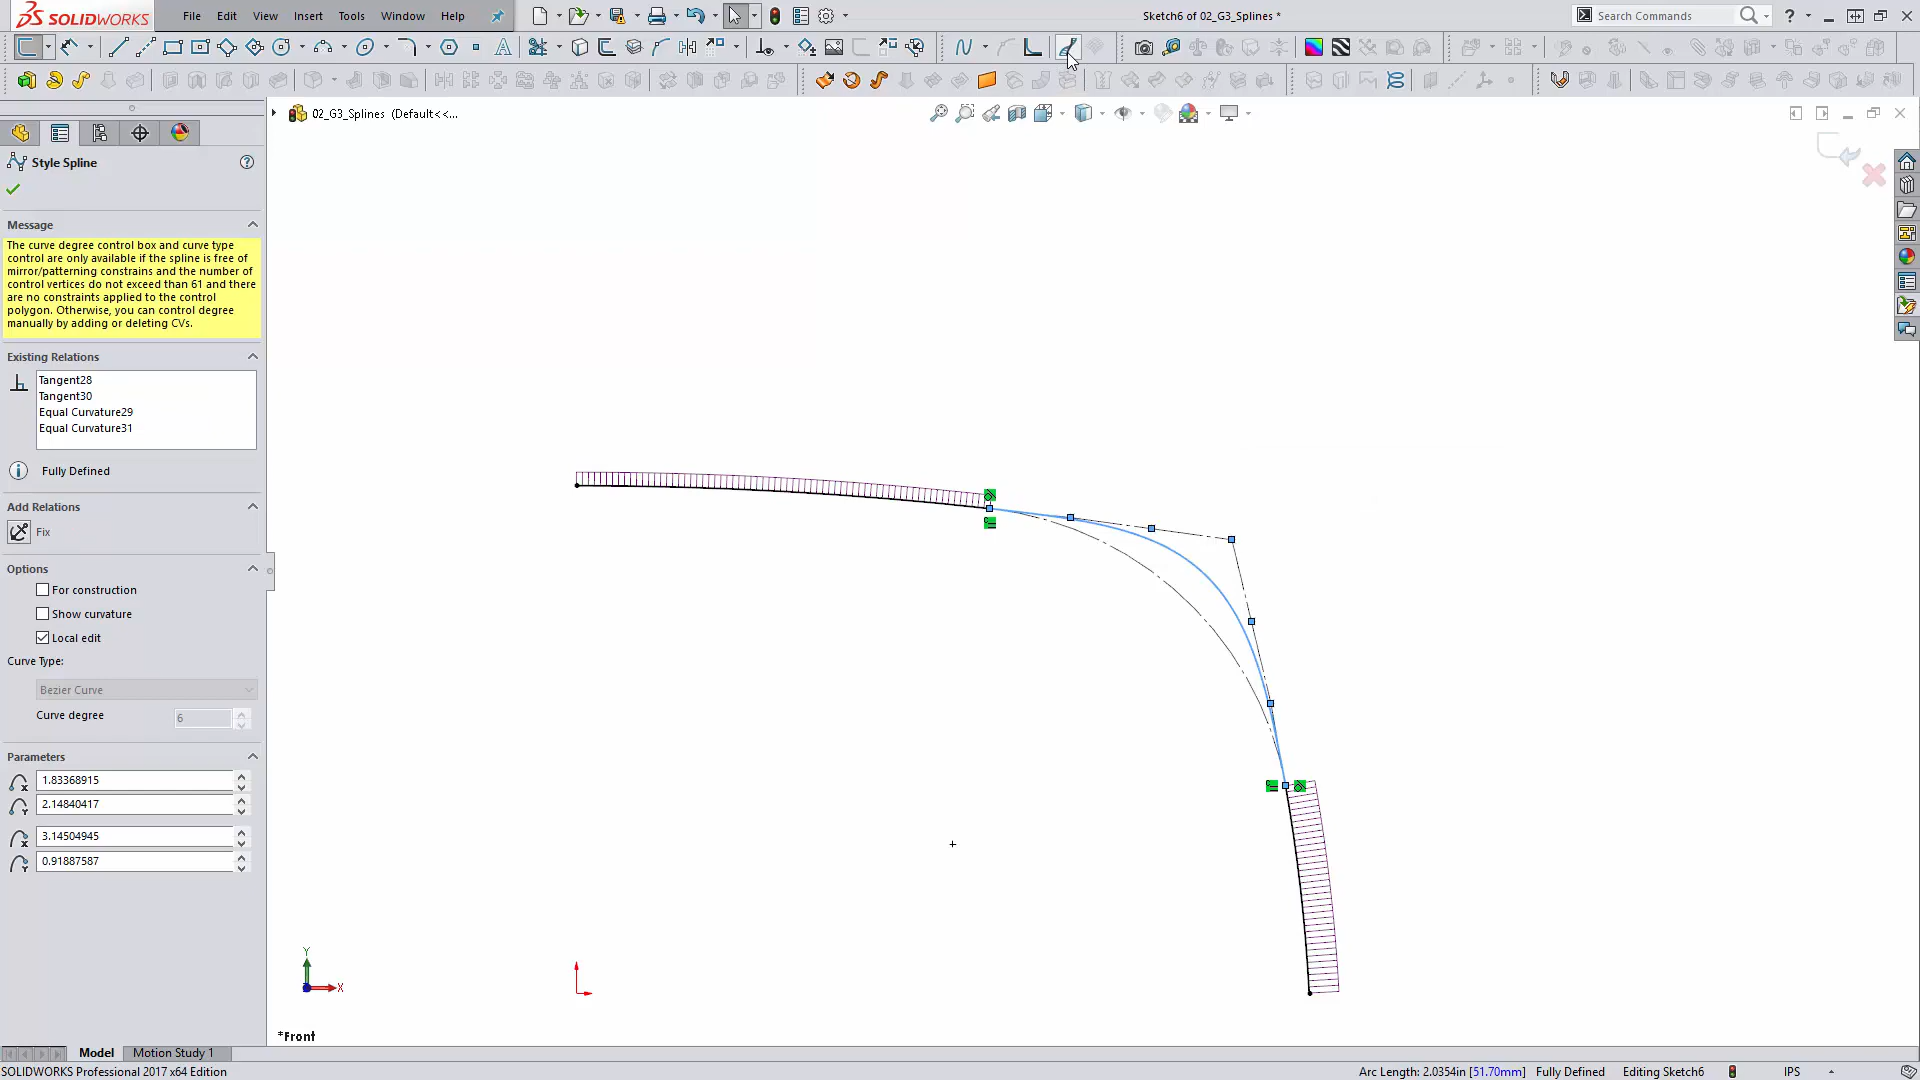 SOLIDWORKS
File
Edit
View
Insert
Tools
Window
Help
Sketch6 of 02_G3_Splines *
Search Commands
?
02_G3_Splines (Default<<...
Style Spline
?
Message
The curve degree control box and curve type
control are only available if the spline is free of
mirror/patterning constrains and the number of
control vertices do not exceed than 61 and there
are no constraints applied to the control
polygon. Otherwise, you can control degree
manually by adding or deleting CVs.
Existing Relations
Tangent28
Tangent30
Equal Curvature29
Equal Curvature31
Fully Defined
Add Relations
Fix
Options
For construction
Show curvature
Local edit
Curve Type:
Bezier Curve
Curve degree
6
Parameters
1.83368915
2.14840417
3.14504945
0.91887587
Y
X
*Front
Model
Motion Study 1
SOLIDWORKS Professional 2017 x64 Edition
Arc Length: 2.0354in [51.70mm]
Fully Defined
Editing Sketch6
IPS